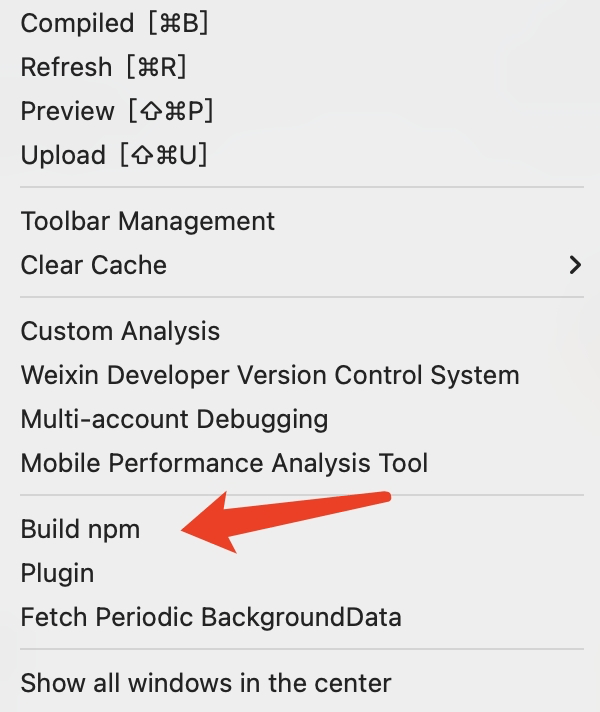 Compiled [⌘B]
Refresh [⌘R]
Preview [⇧⌘P]
Upload [⇧⌘U]
Toolbar Management
Clear Cache
Custom Analysis
Weixin Developer Version Control System
Multi-account Debugging
Mobile Performance Analysis Tool
Build npm
Plugin
Fetch Periodic BackgroundData
Show all windows in the center